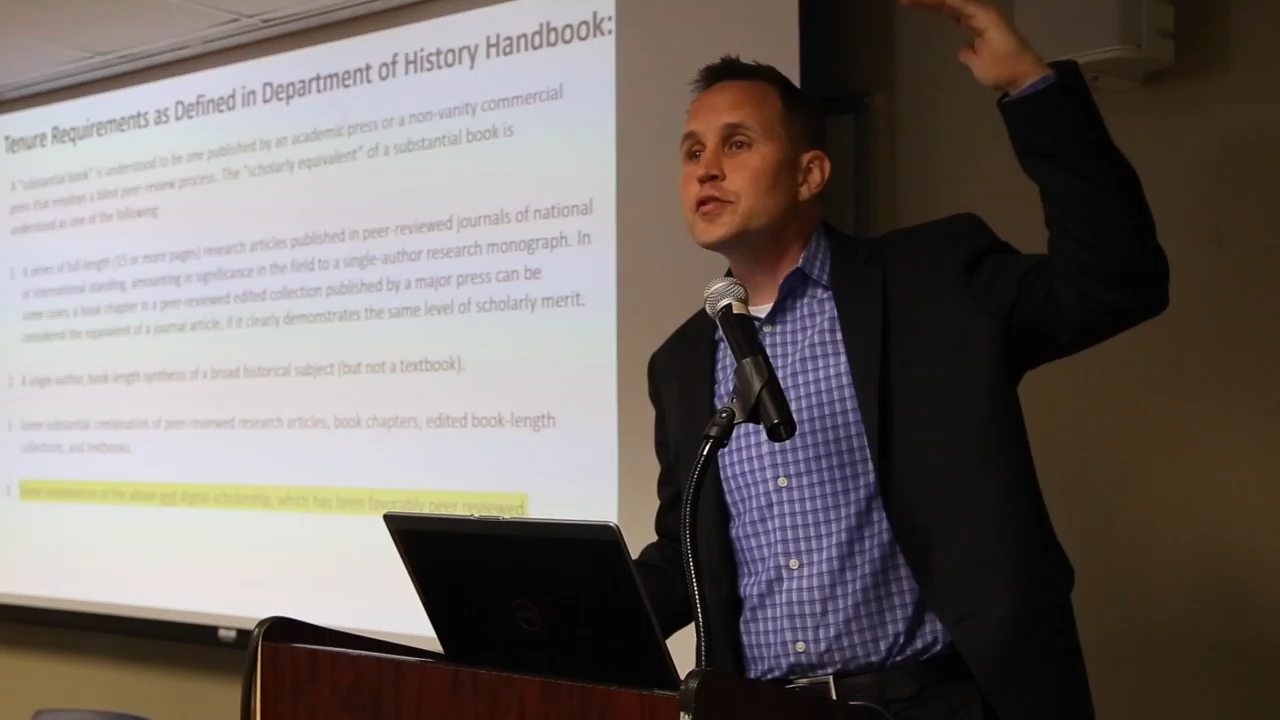 Tenure Requirements as Defined in Department of History Handbook:
A "substantial book" is understood to be one published by an academic press or a non-vanity commercial
press that employs a blind peer-review process. The "scholarly equivalent" of a substantial book is
understood as one of the following:
1. A series of full-length (15 or more pages) research articles published in peer-reviewed journals of national
or international standing, amounting in significance in the field to a single-author research monograph. In
some cases, a book chapter in a peer-reviewed edited collection published by a major press can be
considered the equivalent of a journal article, if it clearly demonstrates the same level of scholarly merit.
2. A single-author, book-length synthesis of a broad historical subject (but not a textbook).
3. Some substantial combination of peer-reviewed research articles, book chapters, edited book-length
collections, and textbooks.
4. Some combination of the above and digital scholarship, which has been favorably peer reviewed